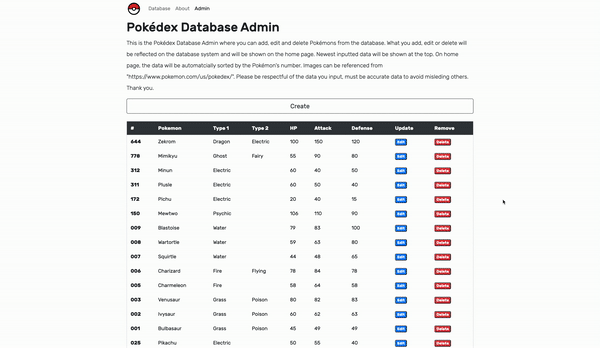 Database About Admin
Pokédex Database Admin
This is the Pokédex Database Admin where you can add, edit and delete Pokémons from the database. What you add, edit or delete will
be reflected on the database system and will be shown on the home page. Newest inputted data will be shown at the top. On home
page, the data will be automatcially sorted by the Pokémon's number. Images can be referenced from
"https://www.pokemon.com/us/pokedex/". Please be respectful of the data you input, must be accurate data to avoid misleading others.
Thank you.
Create
# Pokemon Type 1 Type 2 HP Attack Defense Update Remove
644 Zekrom Dragon Electric 100 150 120 Edit Delete
778 Mimikyu Ghost Fairy 55 90 80 Edit Delete
312 Minun Electric 60 40 50 Edit Delete
311 Plusle Electric 60 50 40 Edit Delete
172 Pichu Electric 20 40 15 Edit Delete
150 Mewtwo Psychic 106 110 90 Edit Delete
009 Blastoise Water 79 83 100 Edit Delete
008 Wartortle Water 59 63 80 Edit Delete
007 Squirtle Water 44 48 65 Edit Delete
006 Charizard Fire Flying 78 84 78 Edit Delete
005 Charmeleon Fire 58 64 58 Edit Delete
003 Venusaur Grass Poison 80 82 83 Edit Delete
002 Ivysaur Grass Poison 60 62 63 Edit Delete
001 Bulbasaur Grass Poison 45 49 49 Edit Delete
025 Pikachu Electric 50 55 40 Edit Delete